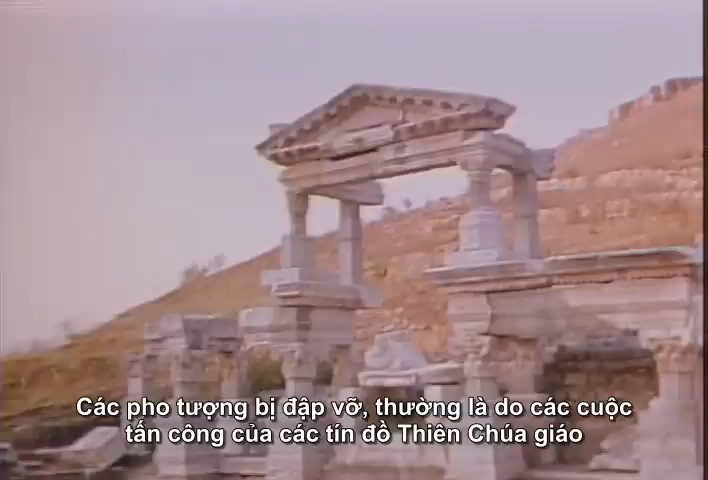 Các pho tượng bị đập vỡ, thường là do các cuộc
tấn công của các tín đồ Thiên Chúa giáo